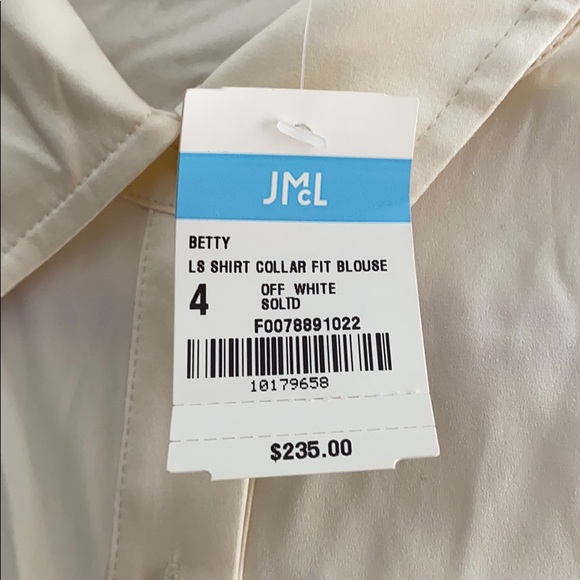 JMcL
BETTY
LS SHIRT COLLAR FIT BLOUSE
4 OFF WHITE
SOLID
F0078891022
10179658
$235.00